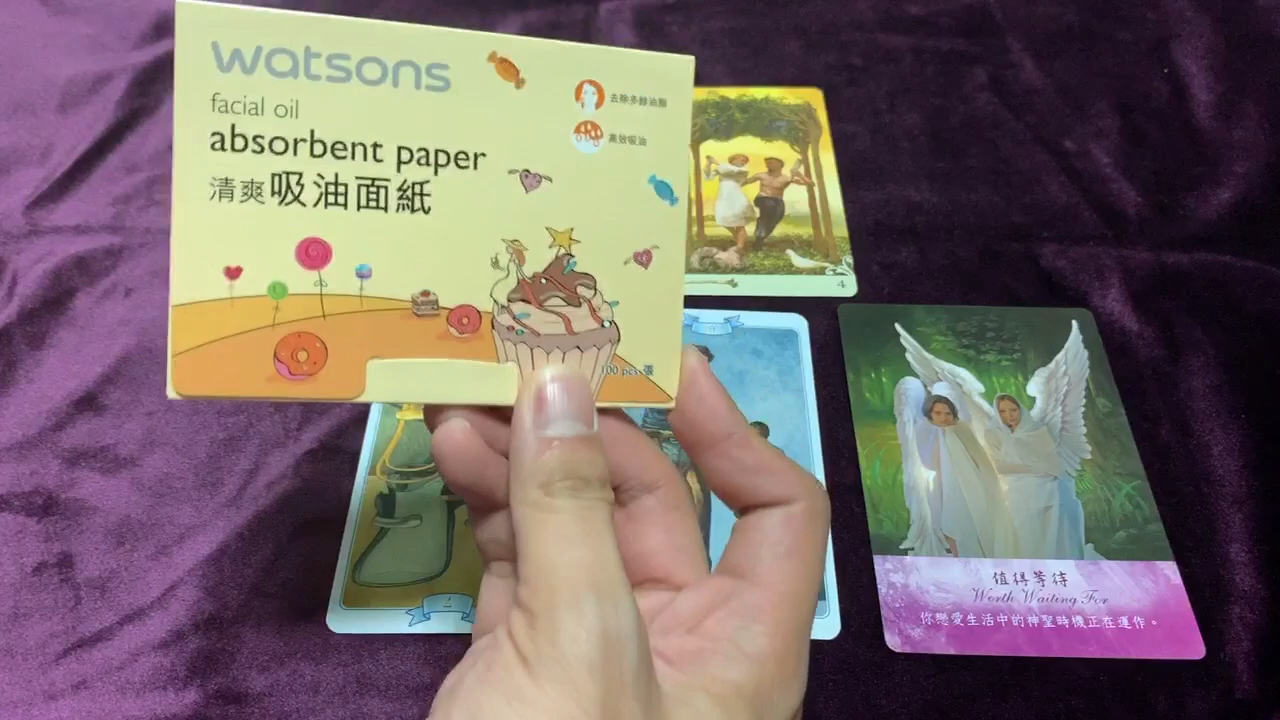 watsons
facial oil
absorbent paper
清爽吸油面紙
去除多餘油脂
高效吸油
100 pcs 張
4
值得等待
Worth Waiting For
你戀愛生活中的神聖時機正在運作。